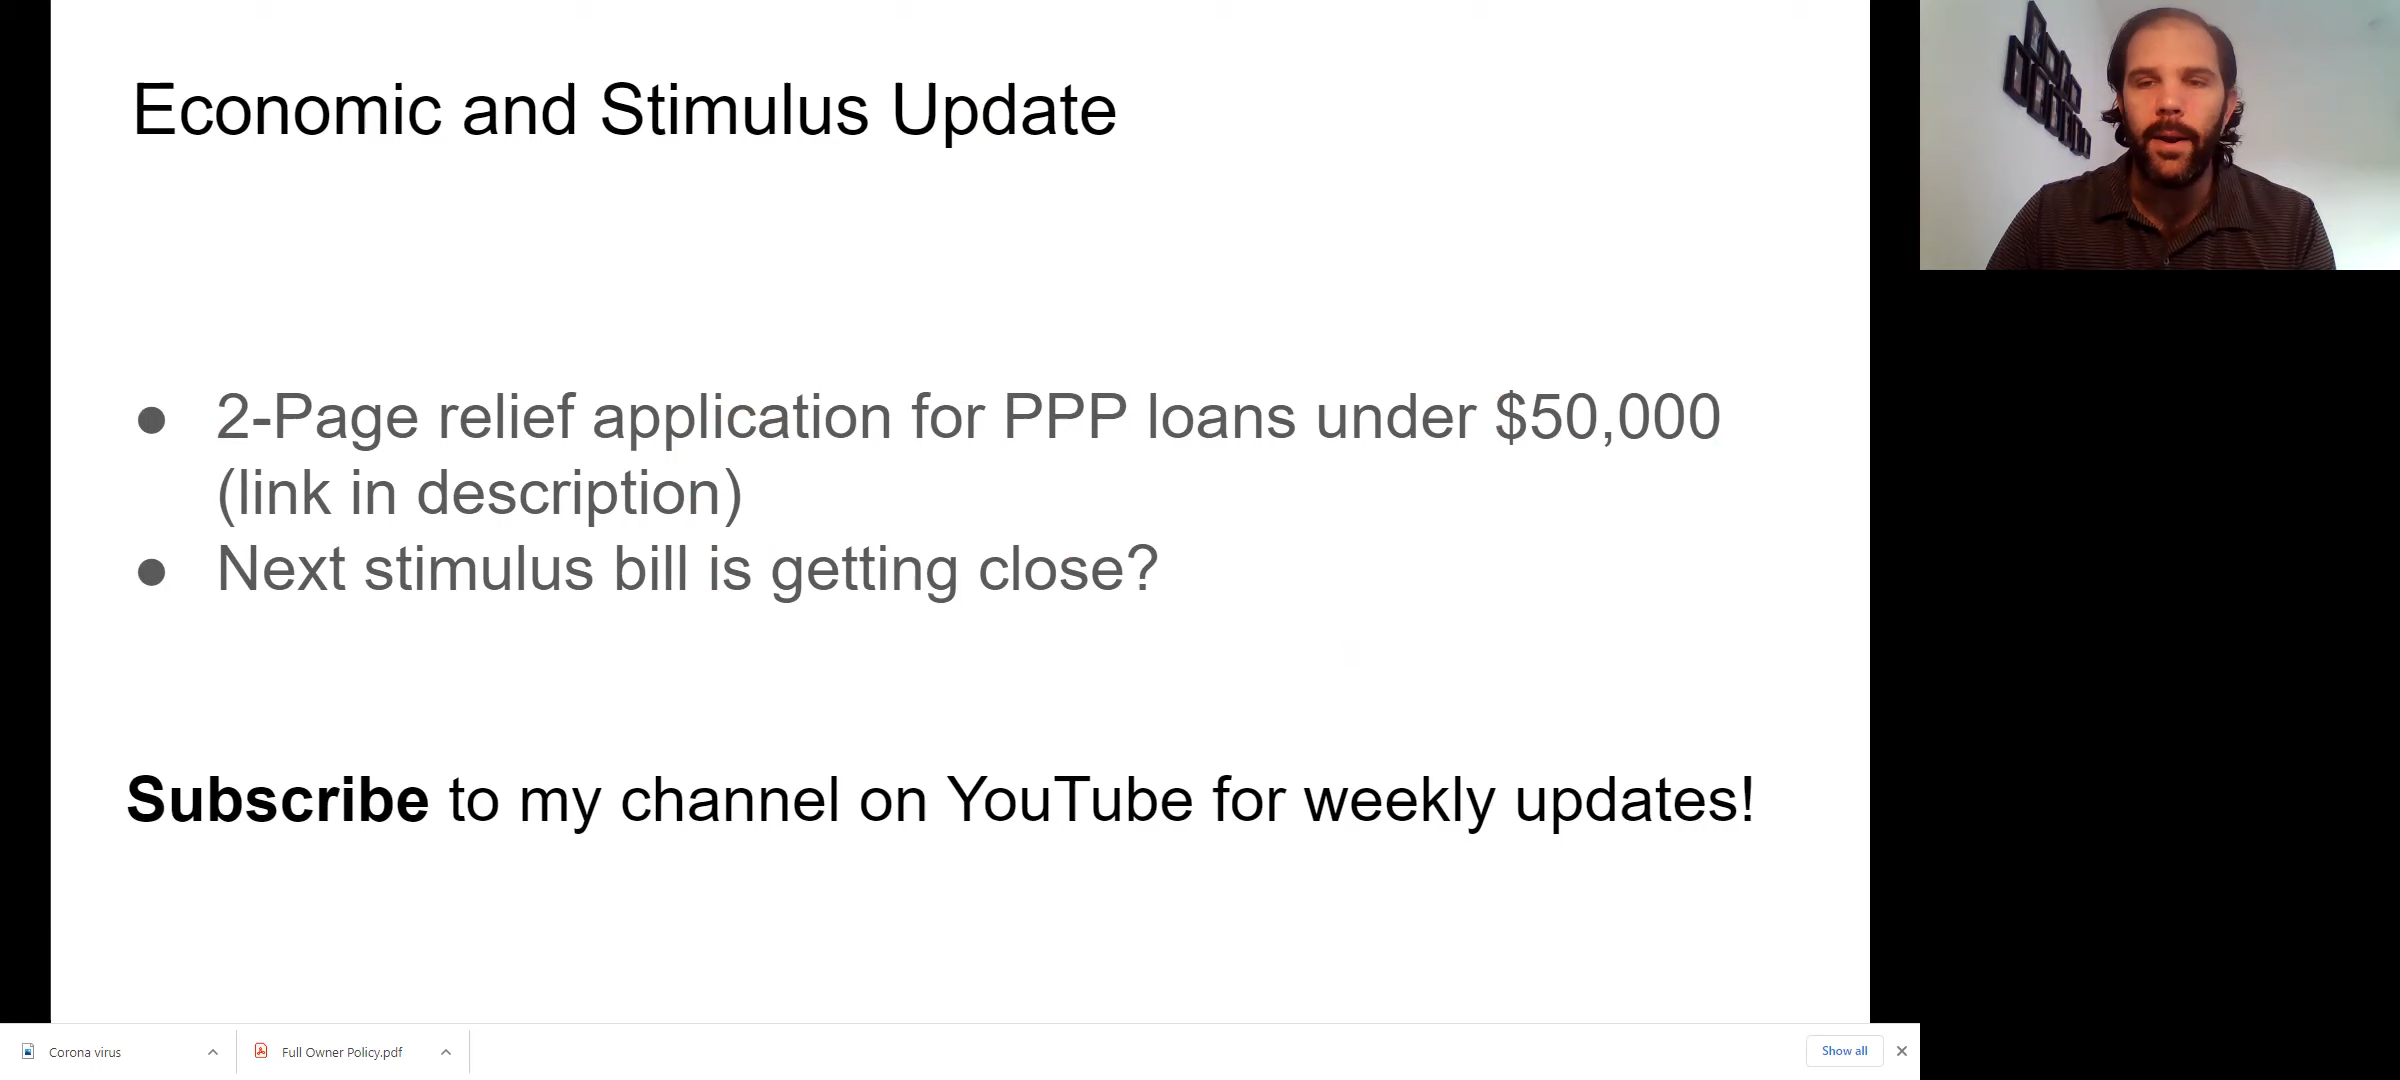 Economic and Stimulus Update
● 2-Page relief application for PPP loans under $50,000
(link in description)
● Next stimulus bill is getting close?
Subscribe to my channel on YouTube for weekly updates!
Corona virus
Full Owner Policy.pdf
Show all